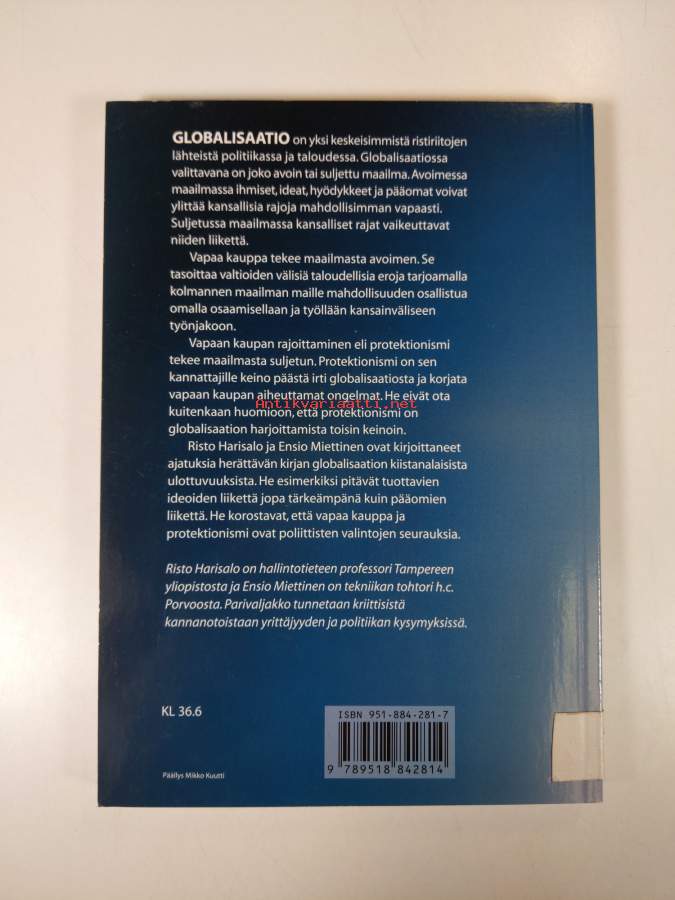 GLOBALISAATIO on yksi keskeisimmistä ristiriitojen
lähteistä politiikassa ja taloudessa. Globalisaatiossa
valittavana on joko avoin tai suljettu maailma. Avoimessa
maailmassa ihmiset, ideat, hyödykkeet ja pääomat voivat
ylittää kansallisia rajoja mahdollisimman vapaasti.
Suljetussa maailmassa kansalliset rajat vaikeuttavat
niiden liikettä.
Vapaa kauppa tekee maailmasta avoimen. Se
tasoittaa valtioiden välisiä taloudellisia eroja tarjoamalla
kolmannen maailman maille mahdollisuuden osallistua
omalla osaamisellaan ja työllään kansainväliseen
työnjakoon.
Vapaan kaupan rajoittaminen eli protektionismi
tekee maailmasta suljetun. Protektionismi on sen
kannattajille keino päästä irti globalisaatiosta ja korjata
vapaan kaupan aiheuttamat ongelmat. He eivät ota
Antikvariaatti.net
kuitenkaan huomioon, että protektionismi on
globalisaation harjoittamista toisin keinoin.
Risto Harisalo ja Ensio Miettinen ovat kirjoittaneet
ajatuksia herättävän kirjan globalisaation kiistanalaisista
ulottuvuuksista. He esimerkiksi pitävät tuottavien
ideoiden liikettä jopa tärkeämpänä kuin pääomien
liikettä. He korostavat, että vapaa kauppa ja
protektionismi ovat poliittisten valintojen seurauksia.
Risto Harisalo on hallintotieteen professori Tampereen
yliopistosta ja Ensio Miettinen on tekniikan tohtori h.c.
Porvoosta. Parivaljakko tunnetaan kriittisistä
kannanotoistaan yrittäjyyden ja politiikan kysymyksissä.
KL 36.6
ISBN 951-884-281-7
9 789518 842814
Päällys Mikko Kuutti